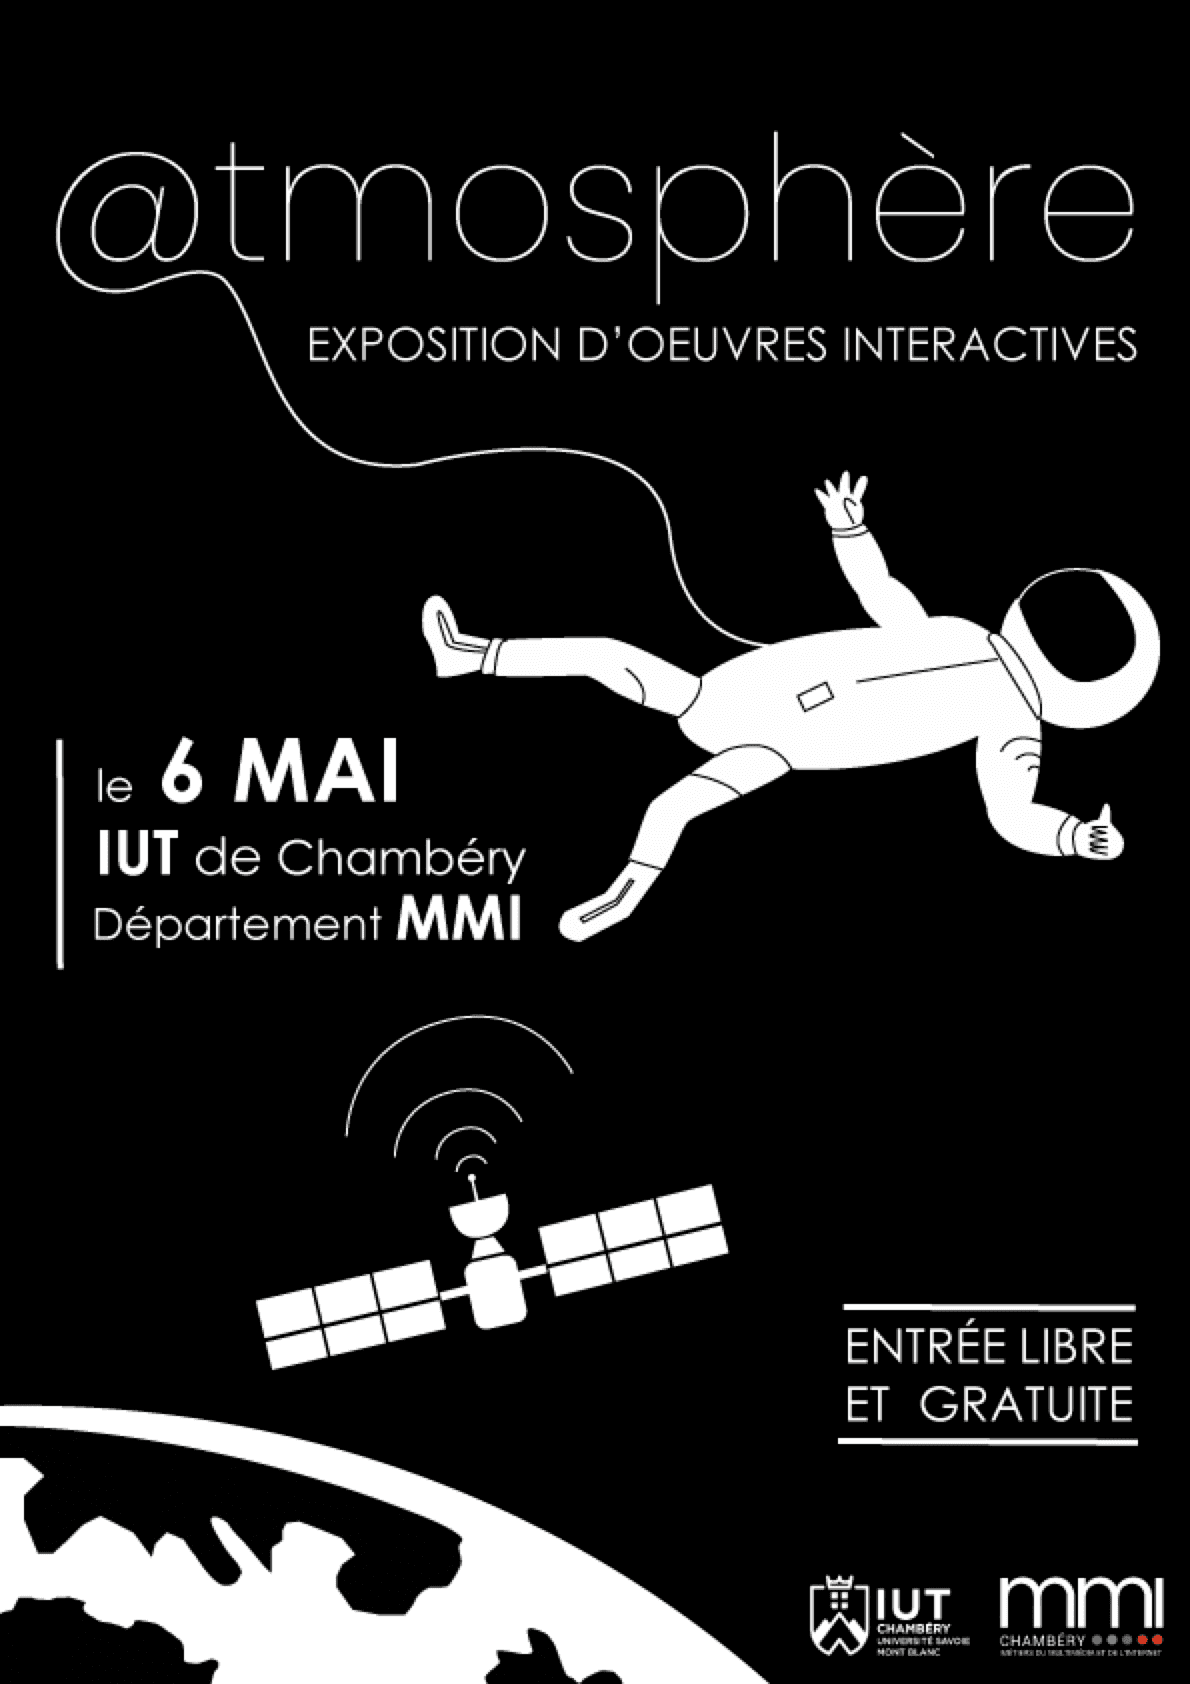 @tmosphère
EXPOSITION D'OEUVRES INTERACTIVES
le 6 MAI
IUT de Chambéry
Département MMI
ENTRÉE LIBRE
ET GRATUITE
IUT
CHAMBÉRY
UNIVERSITÉ SAVOIE
MONT BLANC
mmi
CHAMBÉRY
MÉTIERS DU MULTIMÉDIA ET DE L'INTERNET